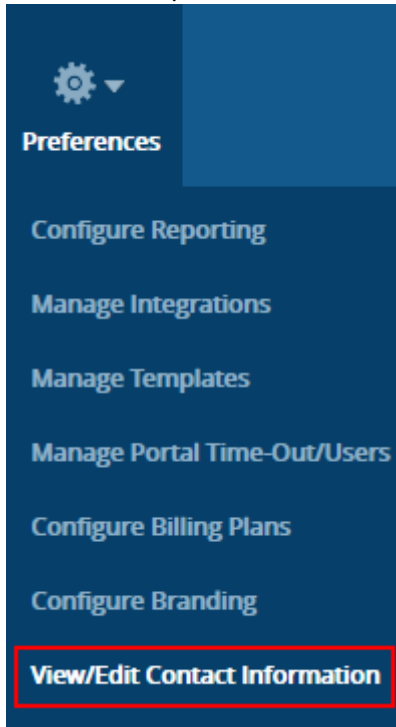 Preferences
Configure Reporting
Manage Integrations
Manage Templates
Manage Portal Time-Out/Users
Configure Billing Plans
Configure Branding
View/Edit Contact Information